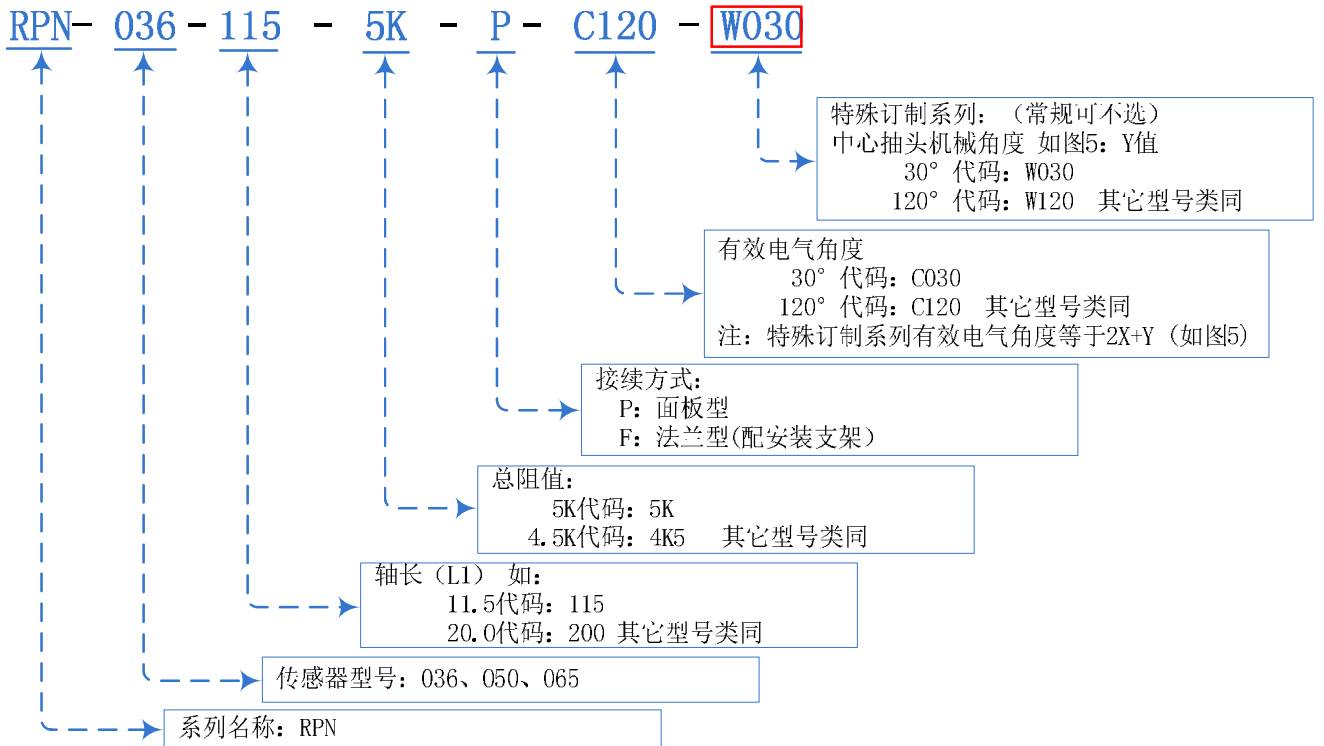 RPN- 036 - 115 - 5K - P - C120 - W030
特殊订制系列：（常规可不选）
中心抽头机械角度 如图5：Y值
30° 代码：W030
120° 代码：W120 其它型号类同
有效电气角度
30° 代码：C030
120° 代码：C120 其它型号类同
注：特殊订制系列有效电气角度等于2X+Y（如图5）
接续方式：
P：面板型
F：法兰型(配安装支架）
总阻值：
5K代码：5K
4.5K代码：4K5 其它型号类同
轴长（L1） 如：
11.5代码：115
20.0代码：200 其它型号类同
传感器型号：036、050、065
系列名称：RPN